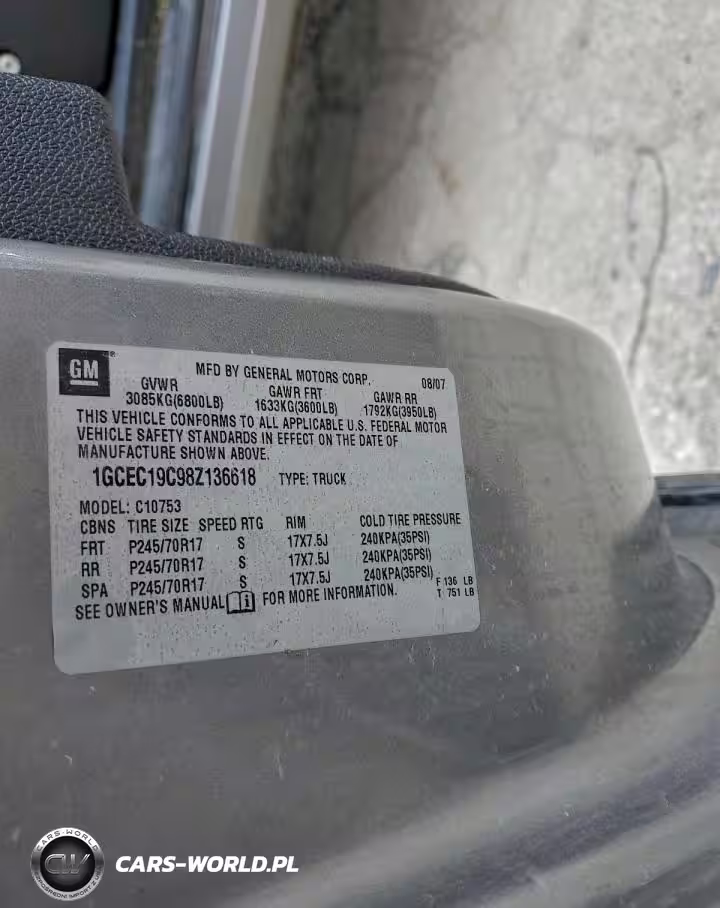 GM
MFD BY GENERAL MOTORS CORP. 08/07
GVWR GAWR FRT GAWR RR
3085KG(6800LB) 1633KG(3600LB) 1792KG(3950LB)
THIS VEHICLE CONFORMS TO ALL APPLICABLE U.S. FEDERAL MOTOR
VEHICLE SAFETY STANDARDS IN EFFECT ON THE DATE OF
MANUFACTURE SHOWN ABOVE.
1GCEC19C98Z136618 TYPE: TRUCK
MODEL: C10753
CBNS TIRE SIZE SPEED RTG RIM COLD TIRE PRESSURE
FRT P245/70R17 S 17X7.5J 240KPA(35PSI)
RR P245/70R17 S 17X7.5J 240KPA(35PSI)
SPA P245/70R17 S 17X7.5J 240KPA(35PSI)
F 136 LB
T 751 LB
SEE OWNER'S MANUAL FOR MORE INFORMATION.
CARS-WORLD
CW
CARS-WORLD.PL